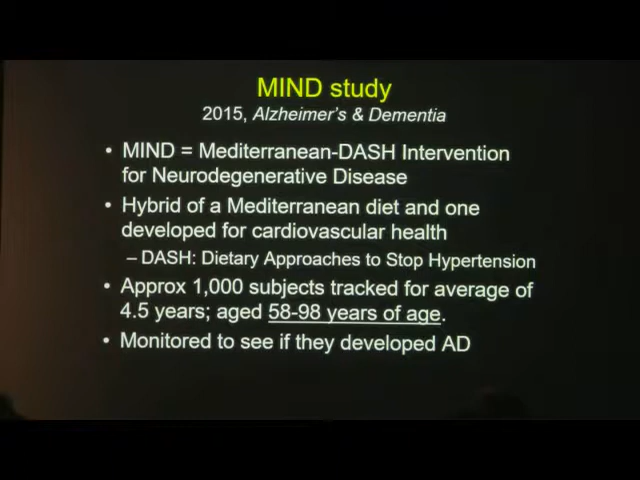 MIND study
2015, Alzheimer's & Dementia
• MIND = Mediterranean-DASH Intervention
for Neurodegenerative Disease
• Hybrid of a Mediterranean diet and one
developed for cardiovascular health
– DASH: Dietary Approaches to Stop Hypertension
• Approx 1,000 subjects tracked for average of
4.5 years; aged 58-98 years of age.
• Monitored to see if they developed AD